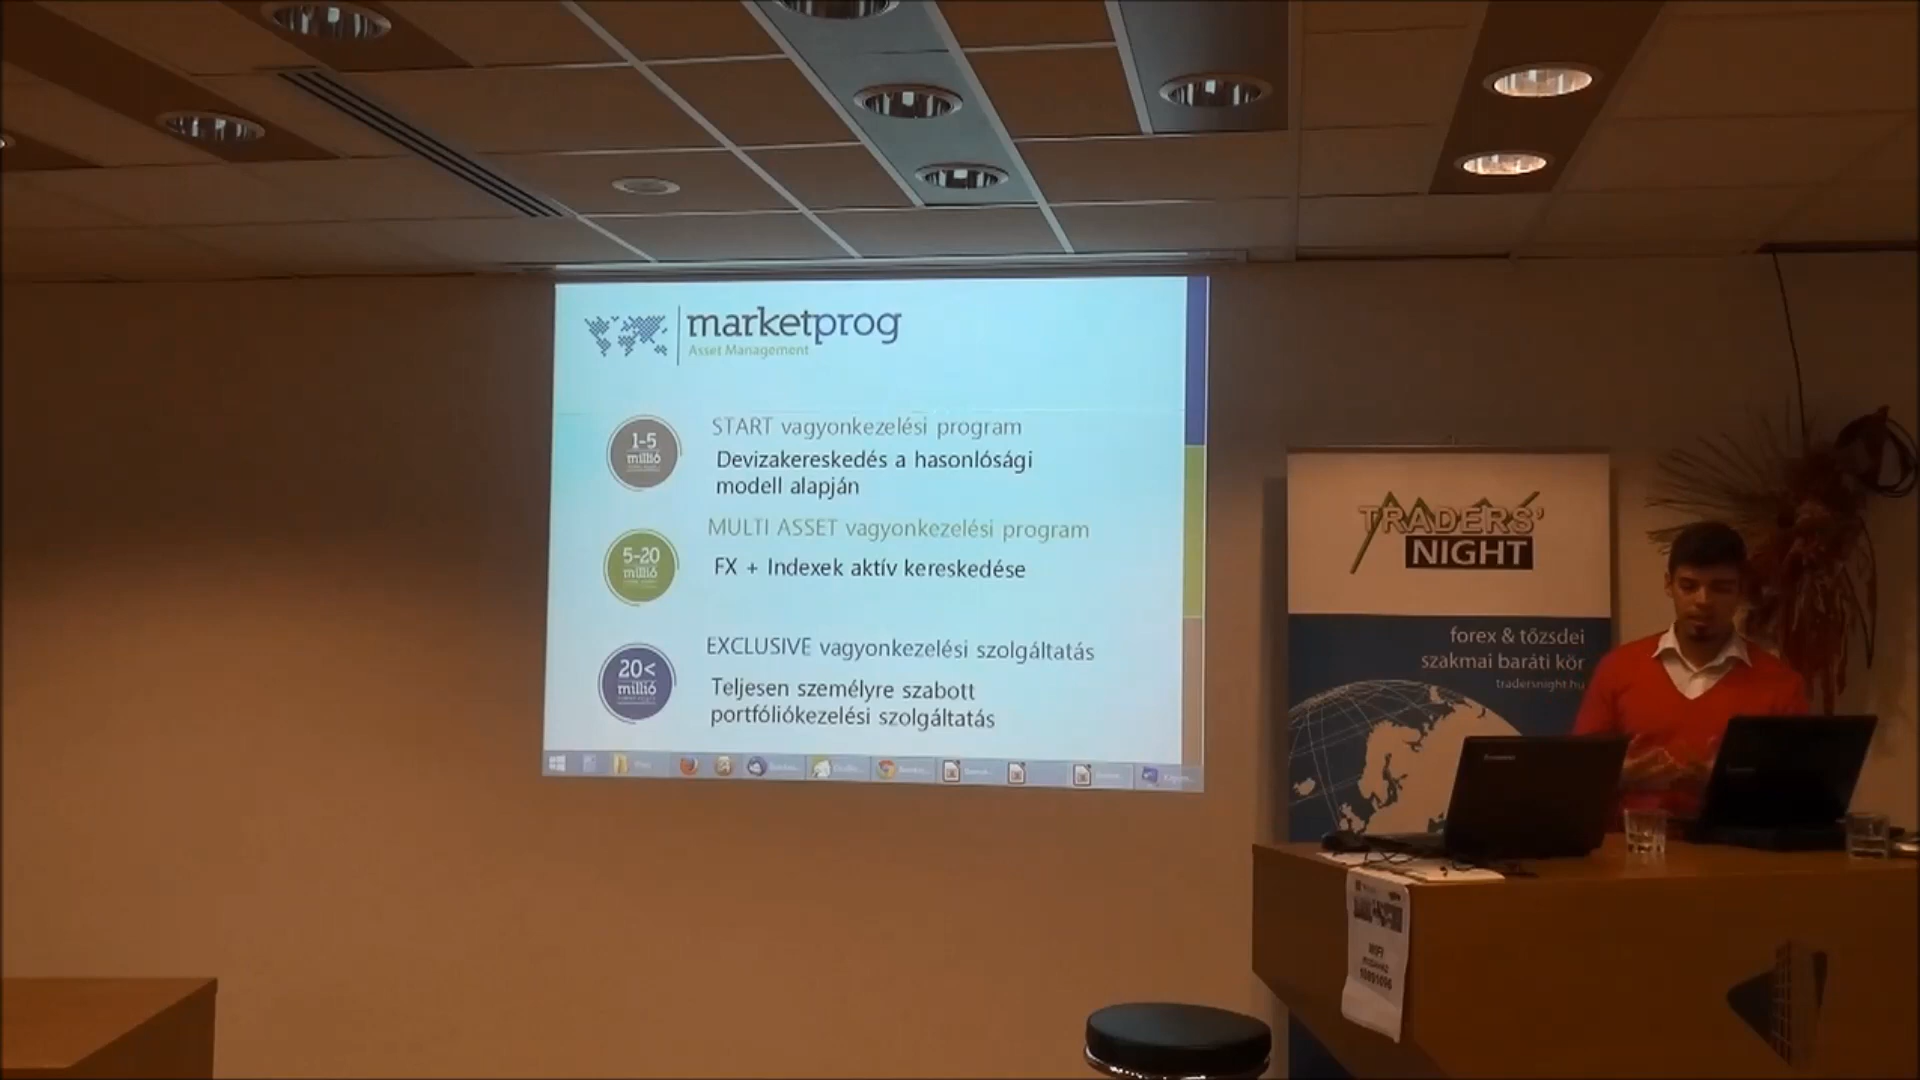 marketprog
Asset Management
1-5
millió
START vagyonkezelési program
Devizakereskedés a hasonlósági
modell alapján
5-20
millió
MULTI ASSET vagyonkezelési program
FX + Indexek aktív kereskedése
20<
millió
EXCLUSIVE vagyonkezelési szolgáltatás
Teljesen személyre szabott
portfóliókezelési szolgáltatás
TRADERS'
NIGHT
forex & tőzsdei
szakmai baráti kör
tradersnight.hu
WIFI